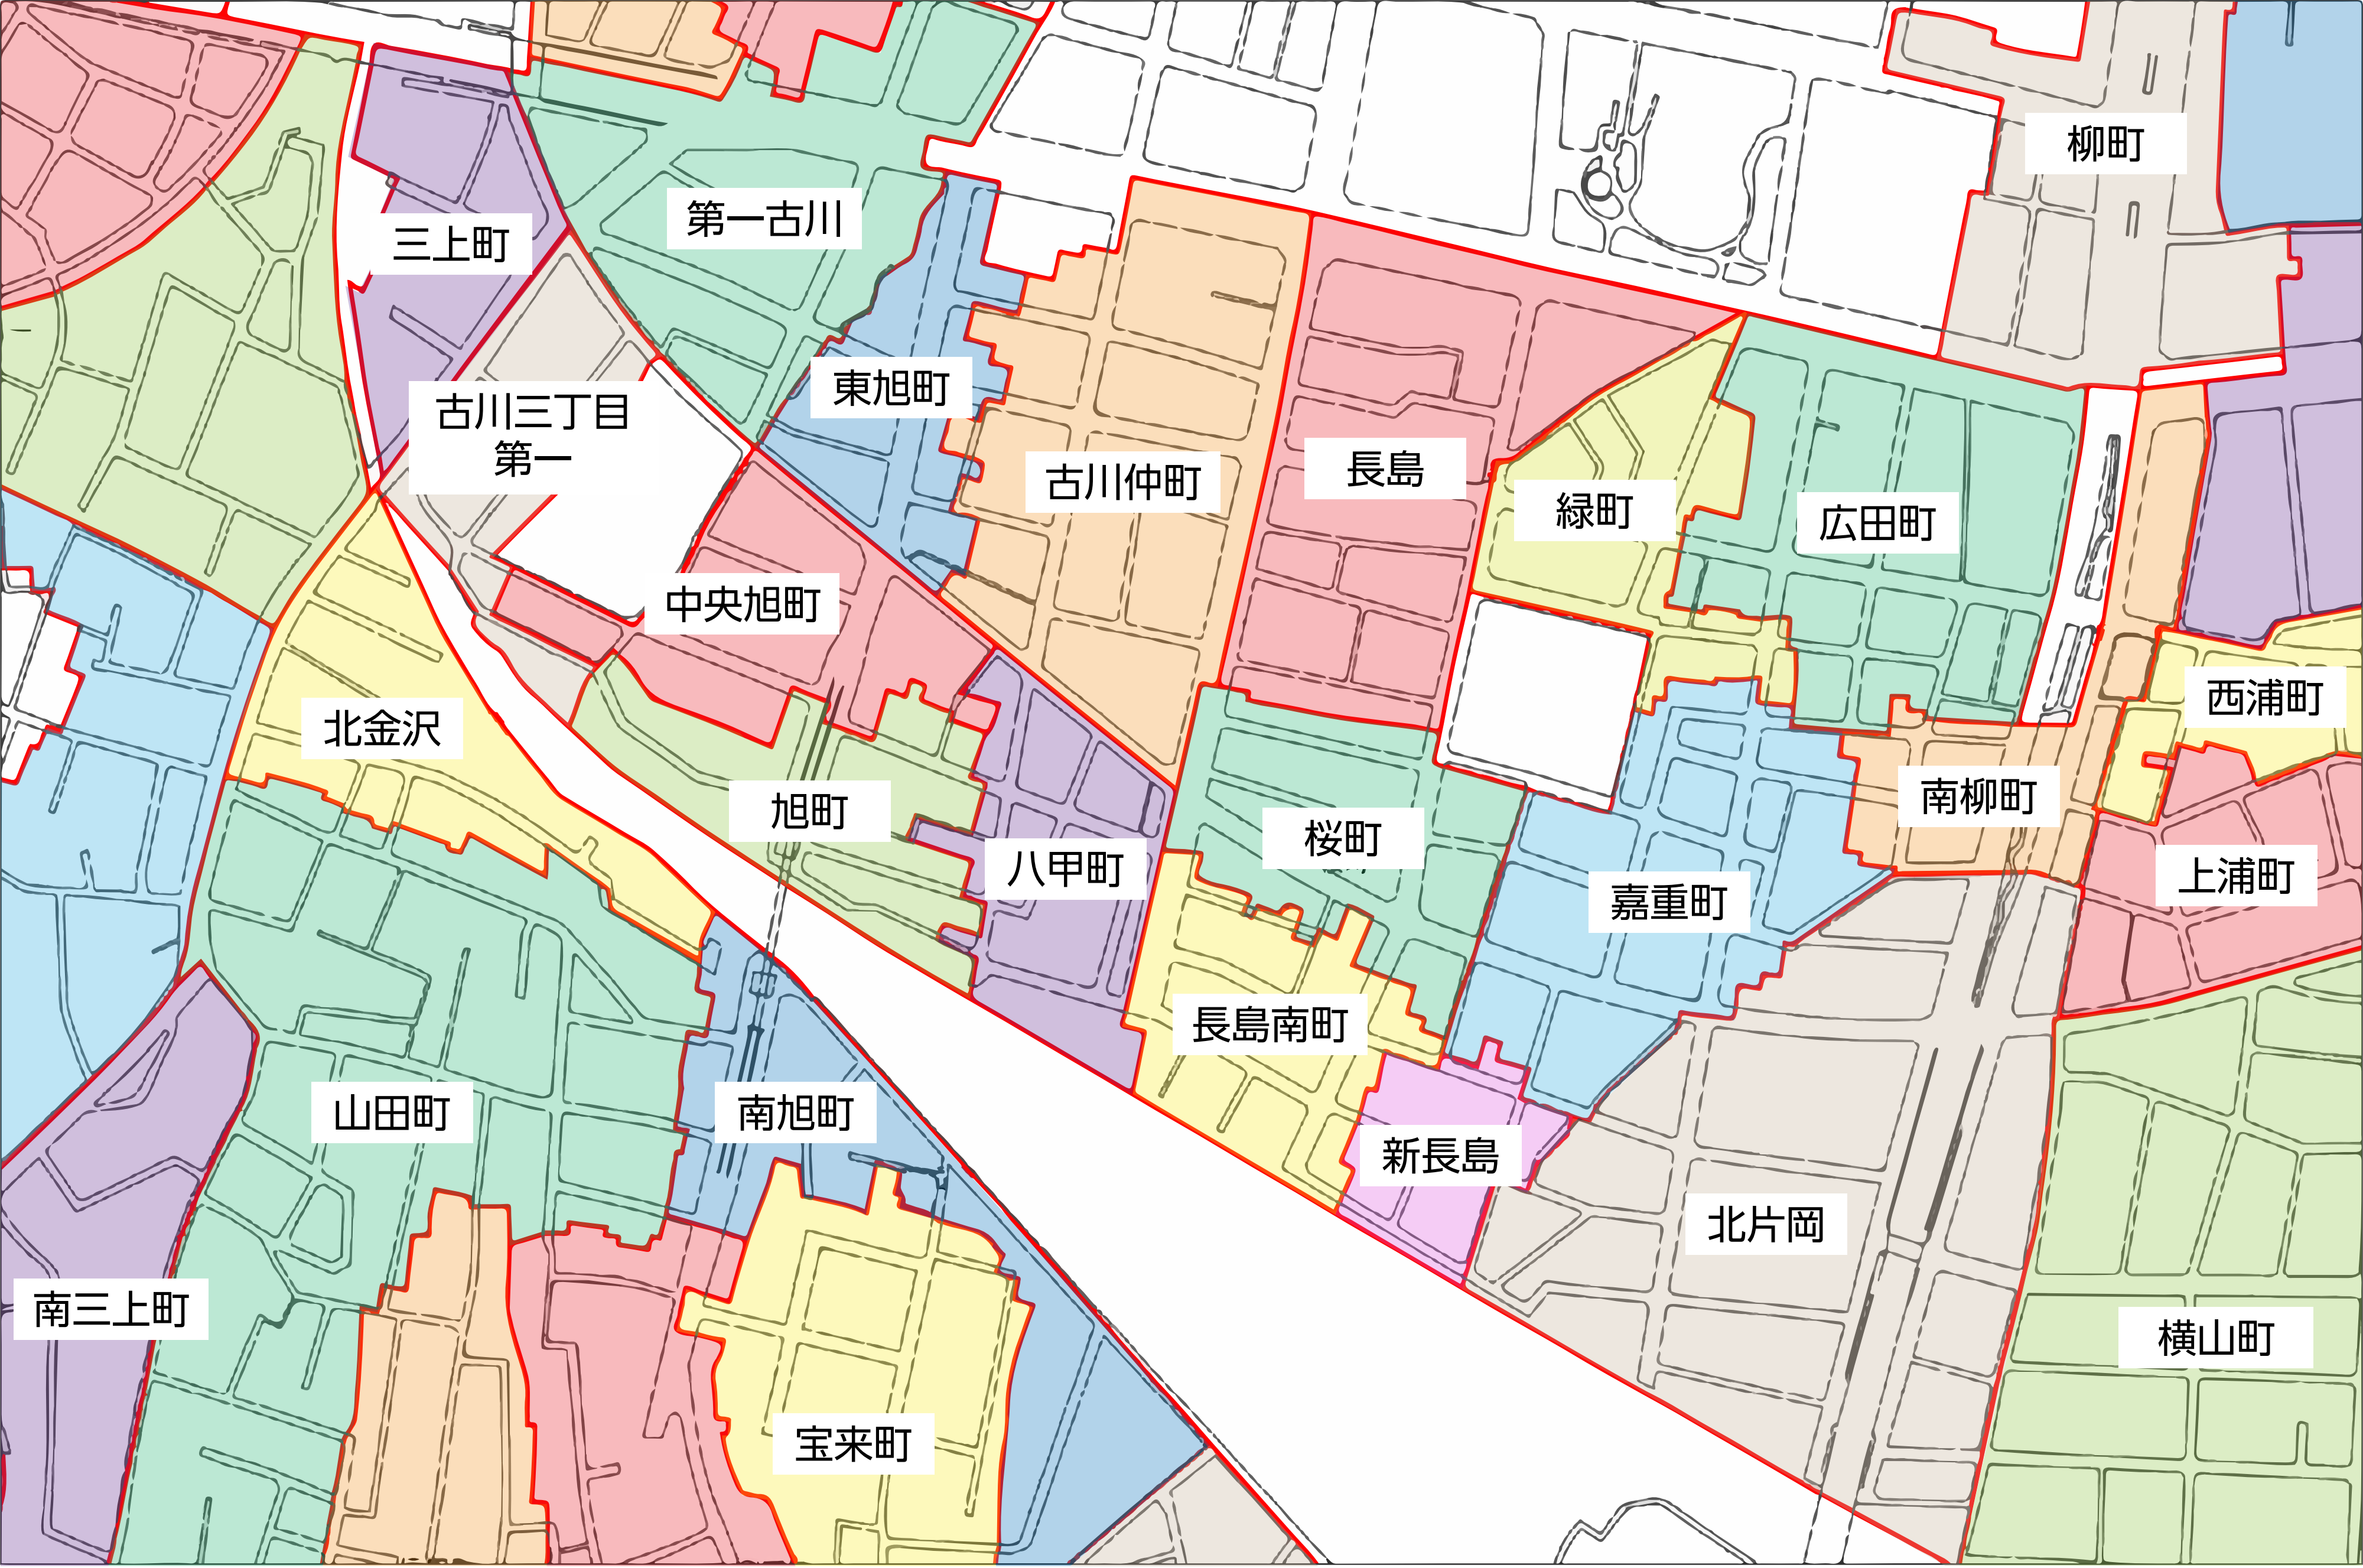 柳町
第一古川
三上町
東旭町
古川三丁目
第一
長島
古川仲町
緑町
広田町
中央旭町
西浦町
北金沢
南柳町
旭町
桜町
八甲町
上浦町
嘉重町
長島南町
山田町
南旭町
新長島
北片岡
南三上町
横山町
宝来町